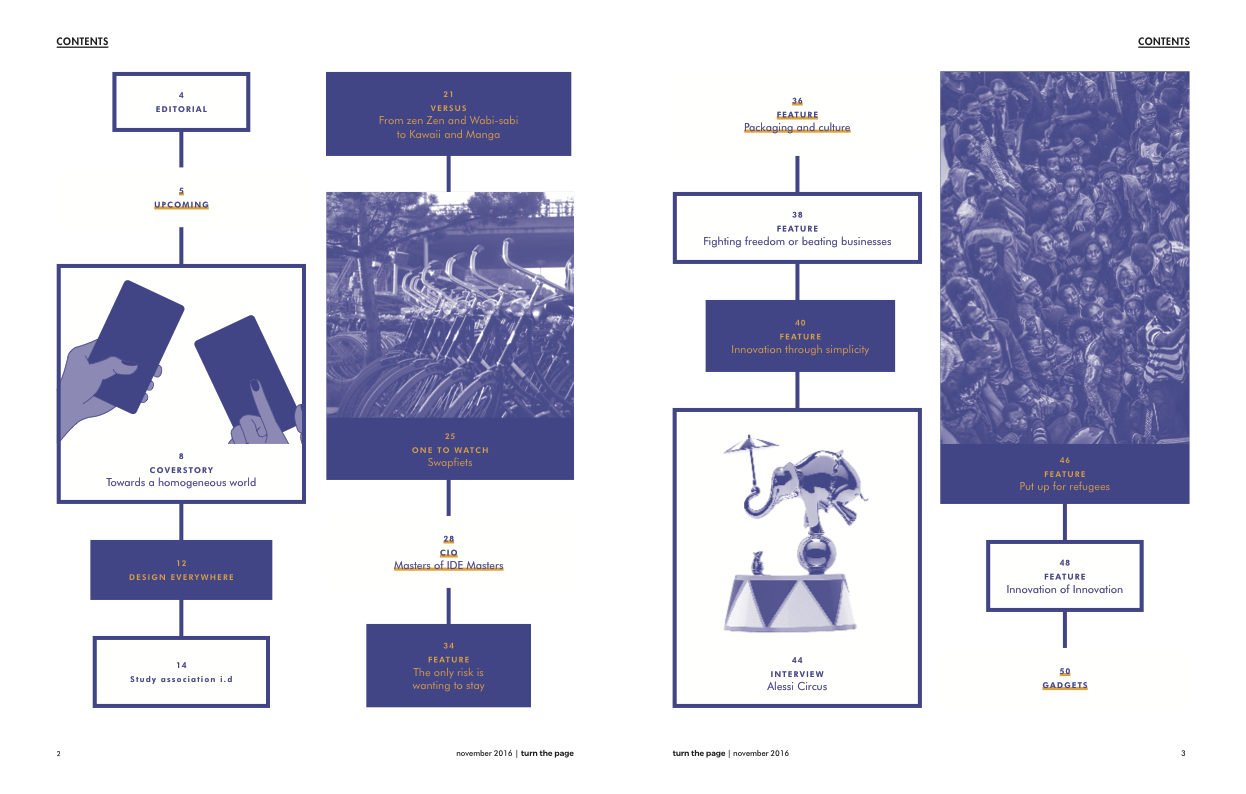 CONTENTS
4
EDITORIAL
5
UPCOMING
8
COVERSTORY
Towards a homogeneous world
12
DESIGN EVERYWHERE
14
Study association i.d
21
VERSUS
From zen Zen and Wabi-sabi
to Kawaii and Manga
25
ONE TO WATCH
Swapfiets
28
CIO
Masters of IDE Masters
34
FEATURE
The only risk is
wanting to stay
2
november 2016 | turn the page
CONTENTS
36
FEATURE
Packaging and culture
38
FEATURE
Fighting freedom or beating businesses
40
FEATURE
Innovation through simplicity
44
INTERVIEW
Alessi Circus
46
FEATURE
Put up for refugees
48
FEATURE
Innovation of Innovation
50
GADGETS
turn the page | november 2016
3